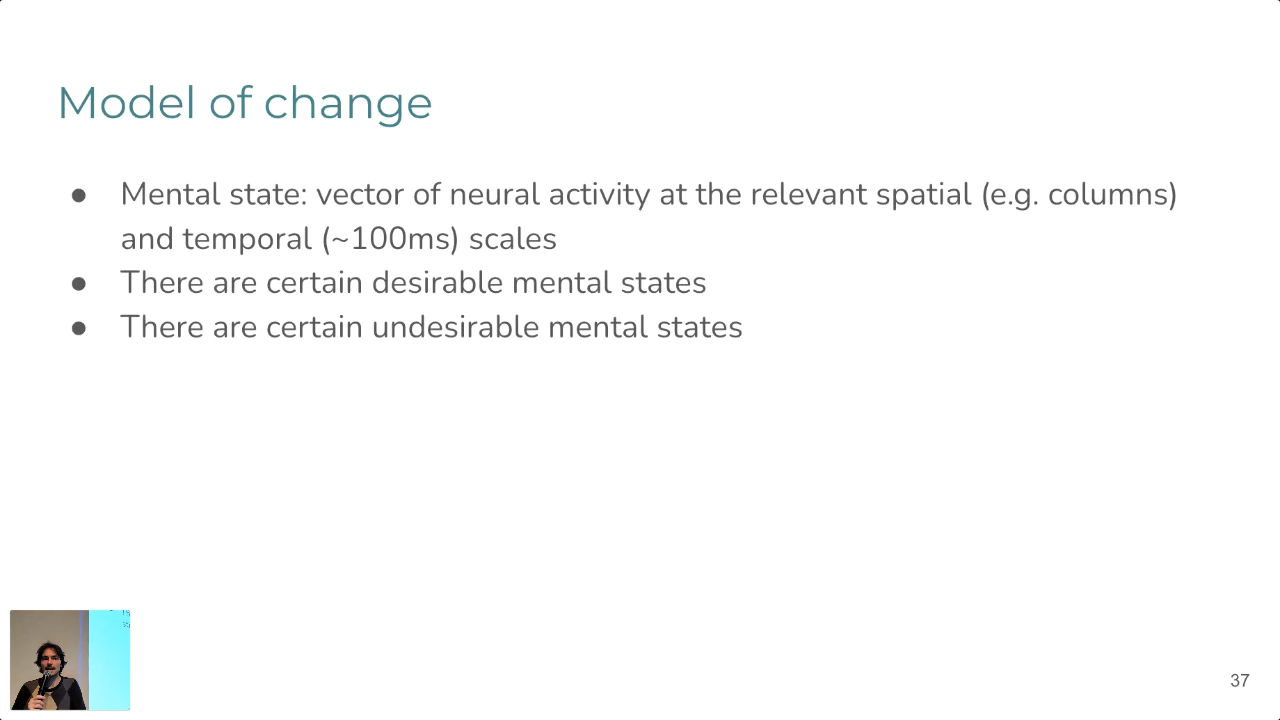 Model of change
● Mental state: vector of neural activity at the relevant spatial (e.g. columns)
and temporal (~100ms) scales
● There are certain desirable mental states
● There are certain undesirable mental states
37